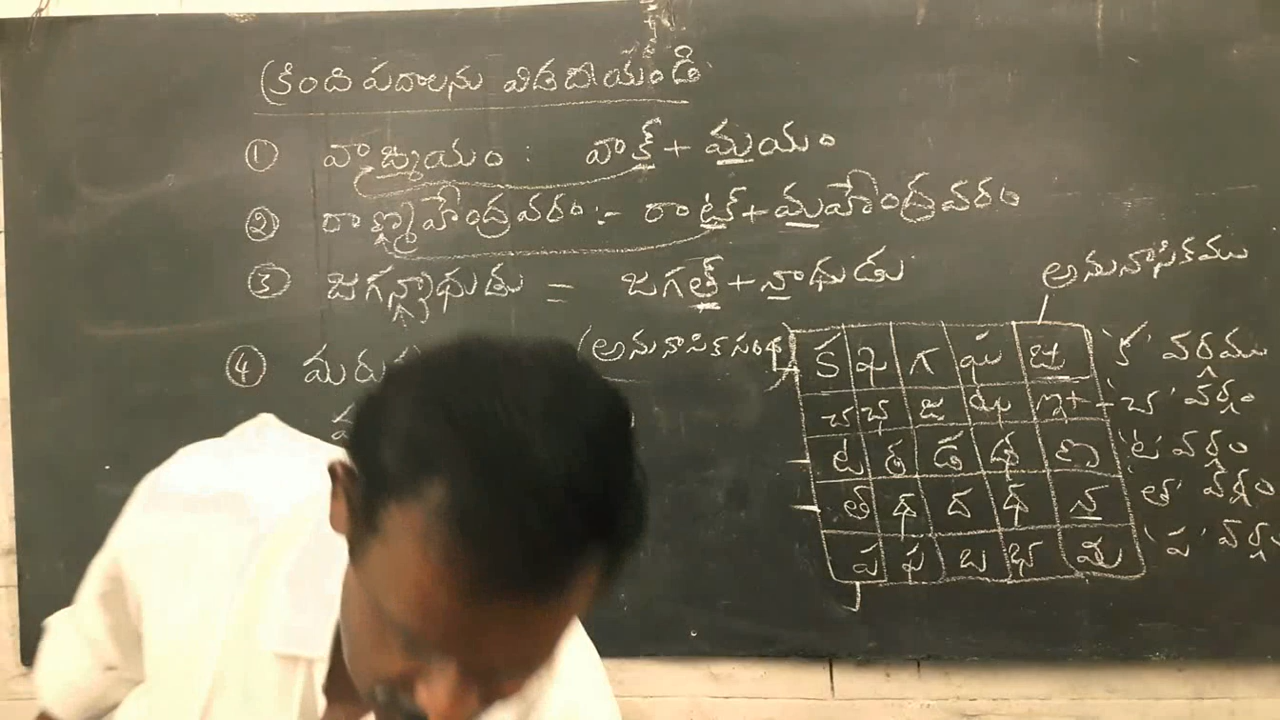 క్రింది పదాలను విడదీయండి
① వాఙ్మయం : వాక్ + మయం
② రాణ్మహేంద్రవరం :- రాట్ + మహేంద్రవరం
③ జగన్నాథుడు = జగత్ + నాథుడు
అనునాసికము
(అనునాసిక సంధి)
④ మరు
క ఖ గ ఘ ఙ 'క' వర్గము
చ ఛ జ ఝ ఞ 'చ' వర్గం
ట ఠ డ ఢ ణ 'ట' వర్గం
త థ ద ధ న 'త' వర్గం
ప ఫ బ భ మ 'ప' వర్గం